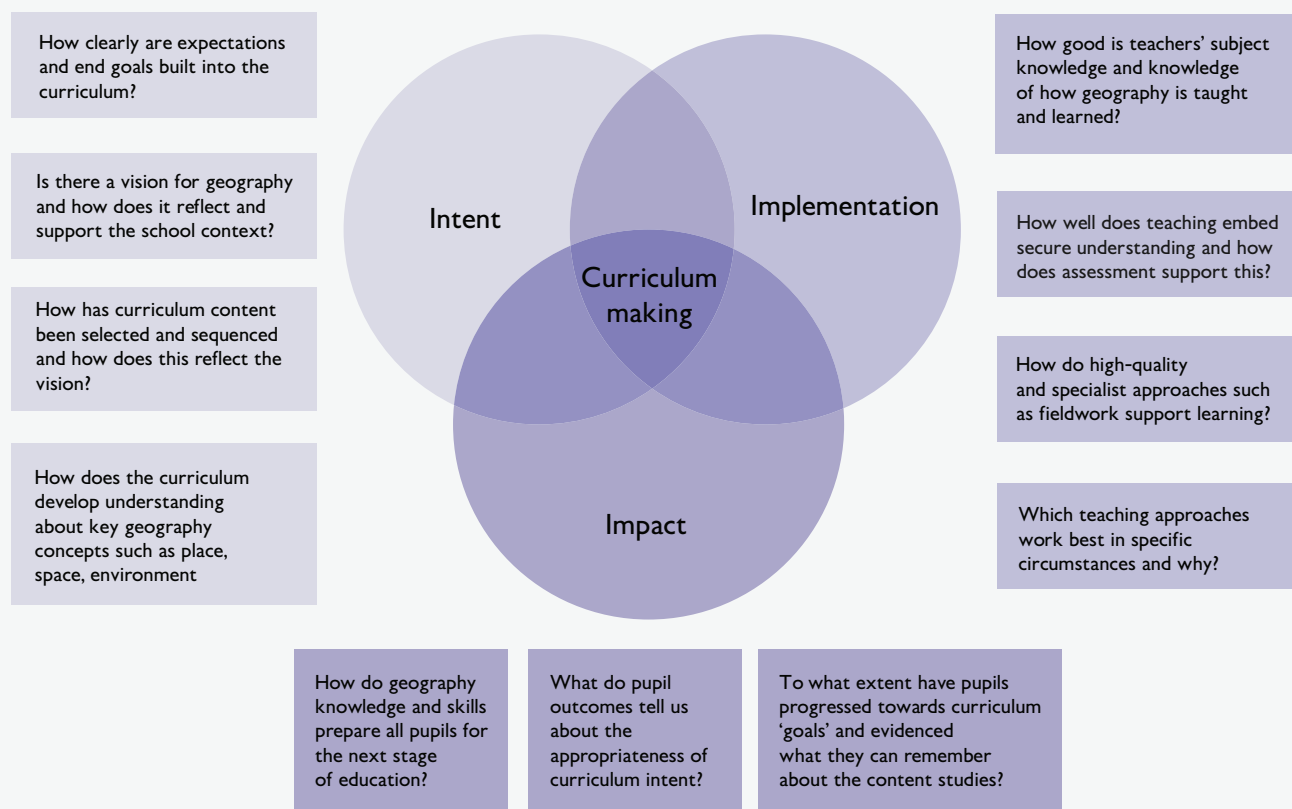 How clearly are expectations
and end goals built into the
curriculum?
Is there a vision for geography
and how does it reflect and
support the school context?
How has curriculum content
been selected and sequenced
and how does this reflect the
vision?
How does the curriculum
develop understanding
about key geography
concepts such as place,
space, environment
Intent
Implementation
Curriculum
making
Impact
How good is teachers’ subject
knowledge and knowledge
of how geography is taught
and learned?
How well does teaching embed
secure understanding and how
does assessment support this?
How do high-quality
and specialist approaches such
as fieldwork support learning?
Which teaching approaches
work best in specific
circumstances and why?
How do geography
knowledge and skills
prepare all pupils for
the next stage
of education?
What do pupil
outcomes tell us
about the
appropriateness of
curriculum intent?
To what extent have pupils
progressed towards curriculum
‘goals’ and evidenced
what they can remember
about the content studies?